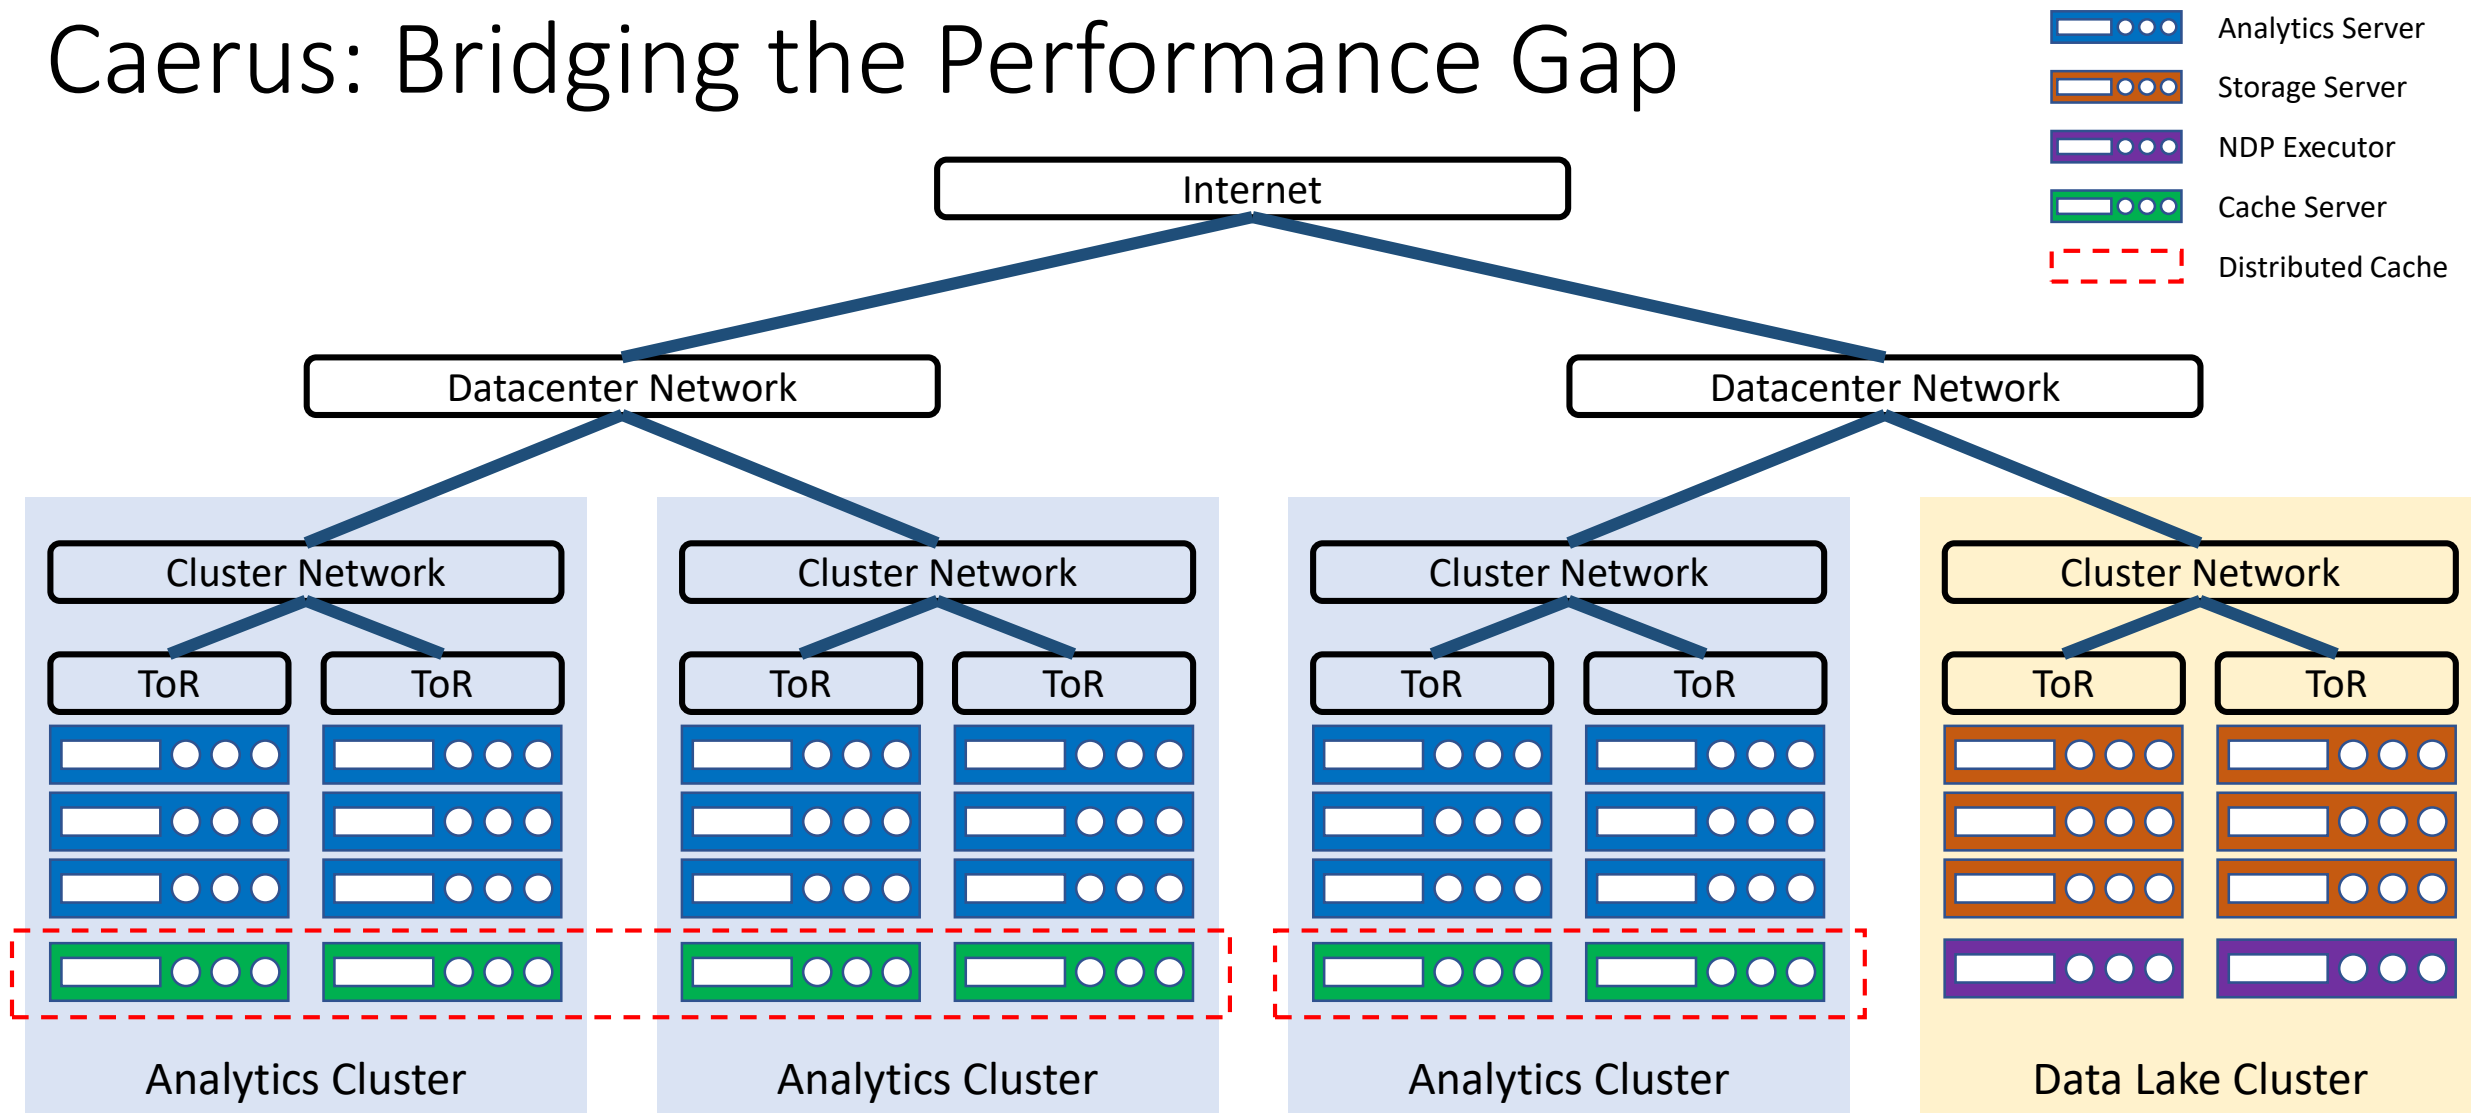 Caerus: Bridging the Performance Gap
Analytics Server
Storage Server
NDP Executor
Cache Server
Distributed Cache
Internet
Datacenter Network
Datacenter Network
Cluster Network
Cluster Network
Cluster Network
Cluster Network
ToR
ToR
ToR
ToR
ToR
ToR
ToR
ToR
Analytics Cluster
Analytics Cluster
Analytics Cluster
Data Lake Cluster